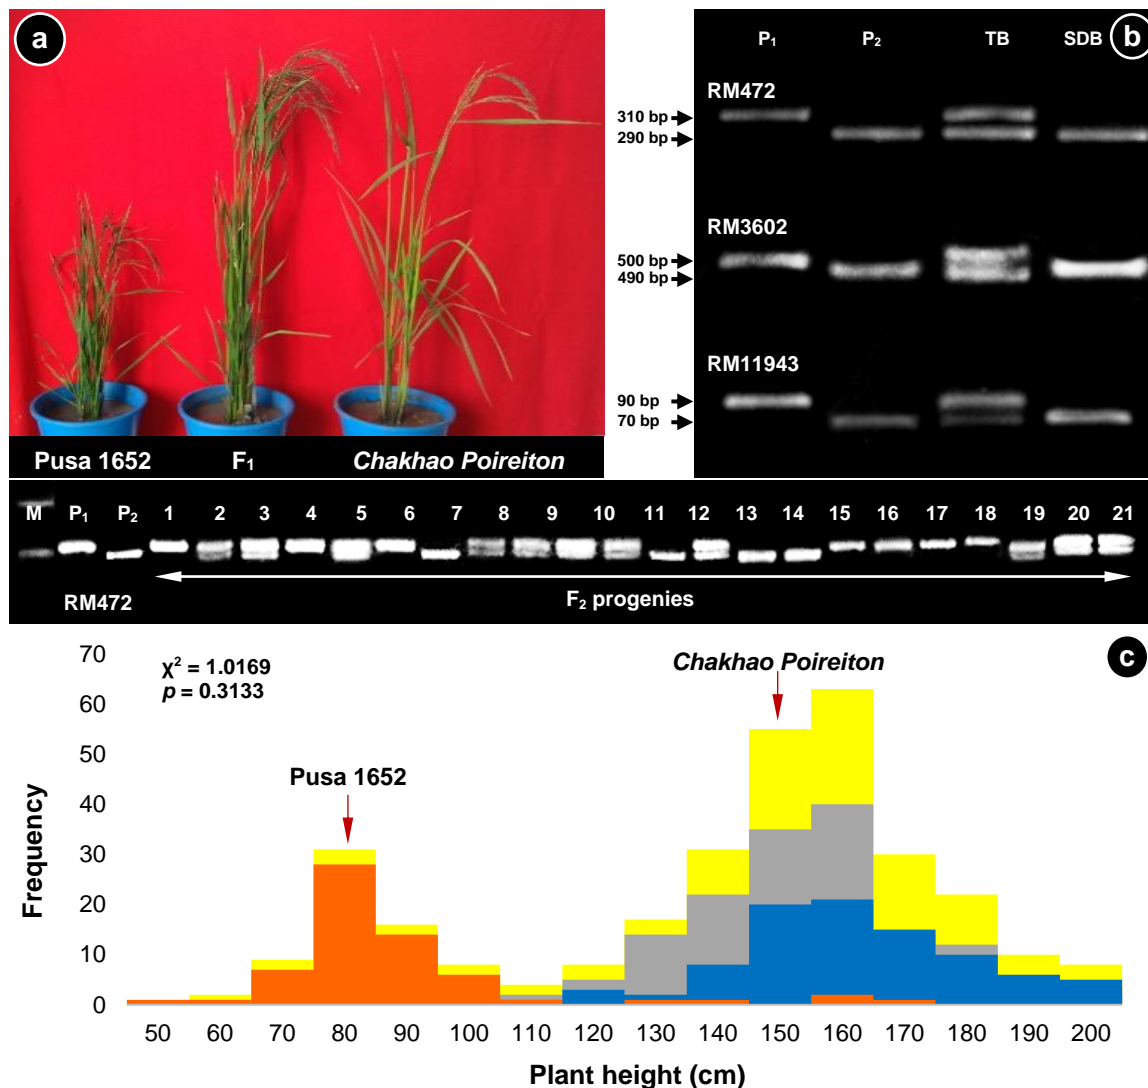 a
Pusa 1652 F₁ Chakhao Poireiton
b
P₁ P₂ TB SDB
RM472
310 bp
290 bp
RM3602
500 bp
490 bp
RM11943
90 bp
70 bp
M P₁ P₂ 1 2 3 4 5 6 7 8 9 10 11 12 13 14 15 16 17 18 19 20 21
RM472
F₂ progenies
c
χ² = 1.0169
p = 0.3133
Chakhao Poireiton
Pusa 1652
Frequency
70
60
50
40
30
20
10
0
50 60 70 80 90 100 110 120 130 140 150 160 170 180 190 200
Plant height (cm)